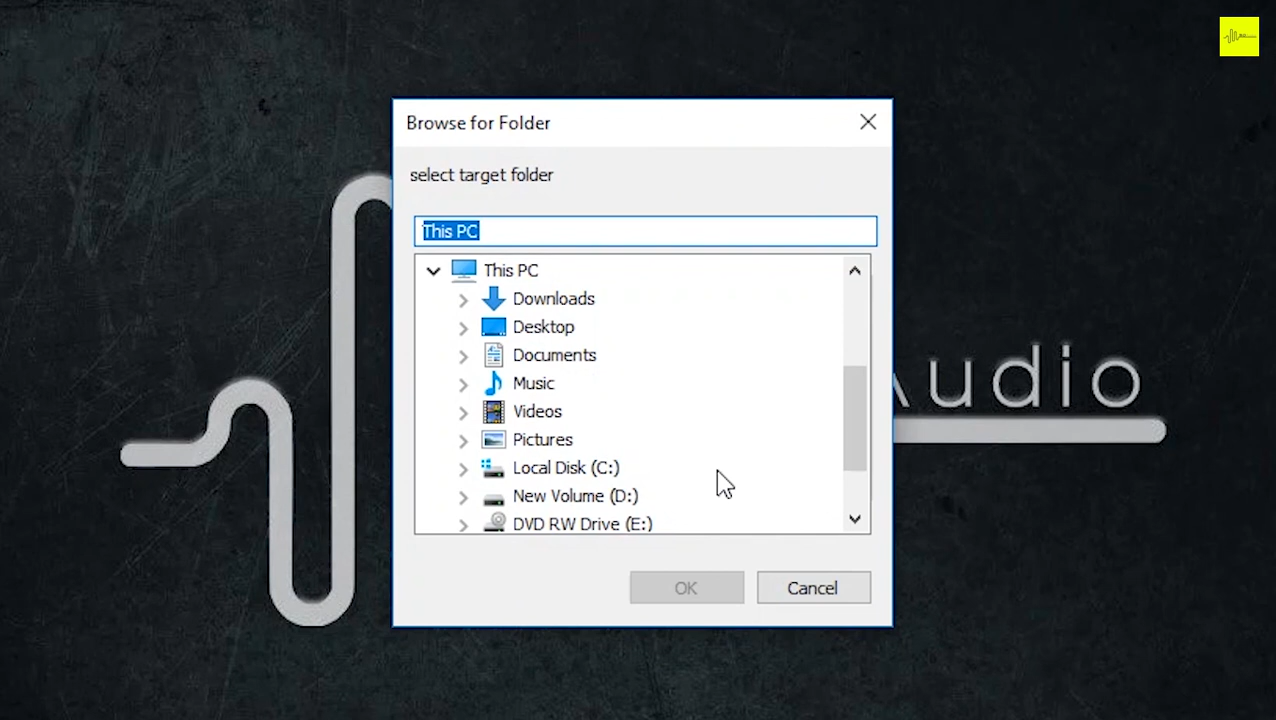 Browse for Folder
select target folder
This PC
This PC
Downloads
Desktop
Documents
Music
Videos
Pictures
Local Disk (C:)
New Volume (D:)
DVD RW Drive (E:)
OK
Cancel
Audio